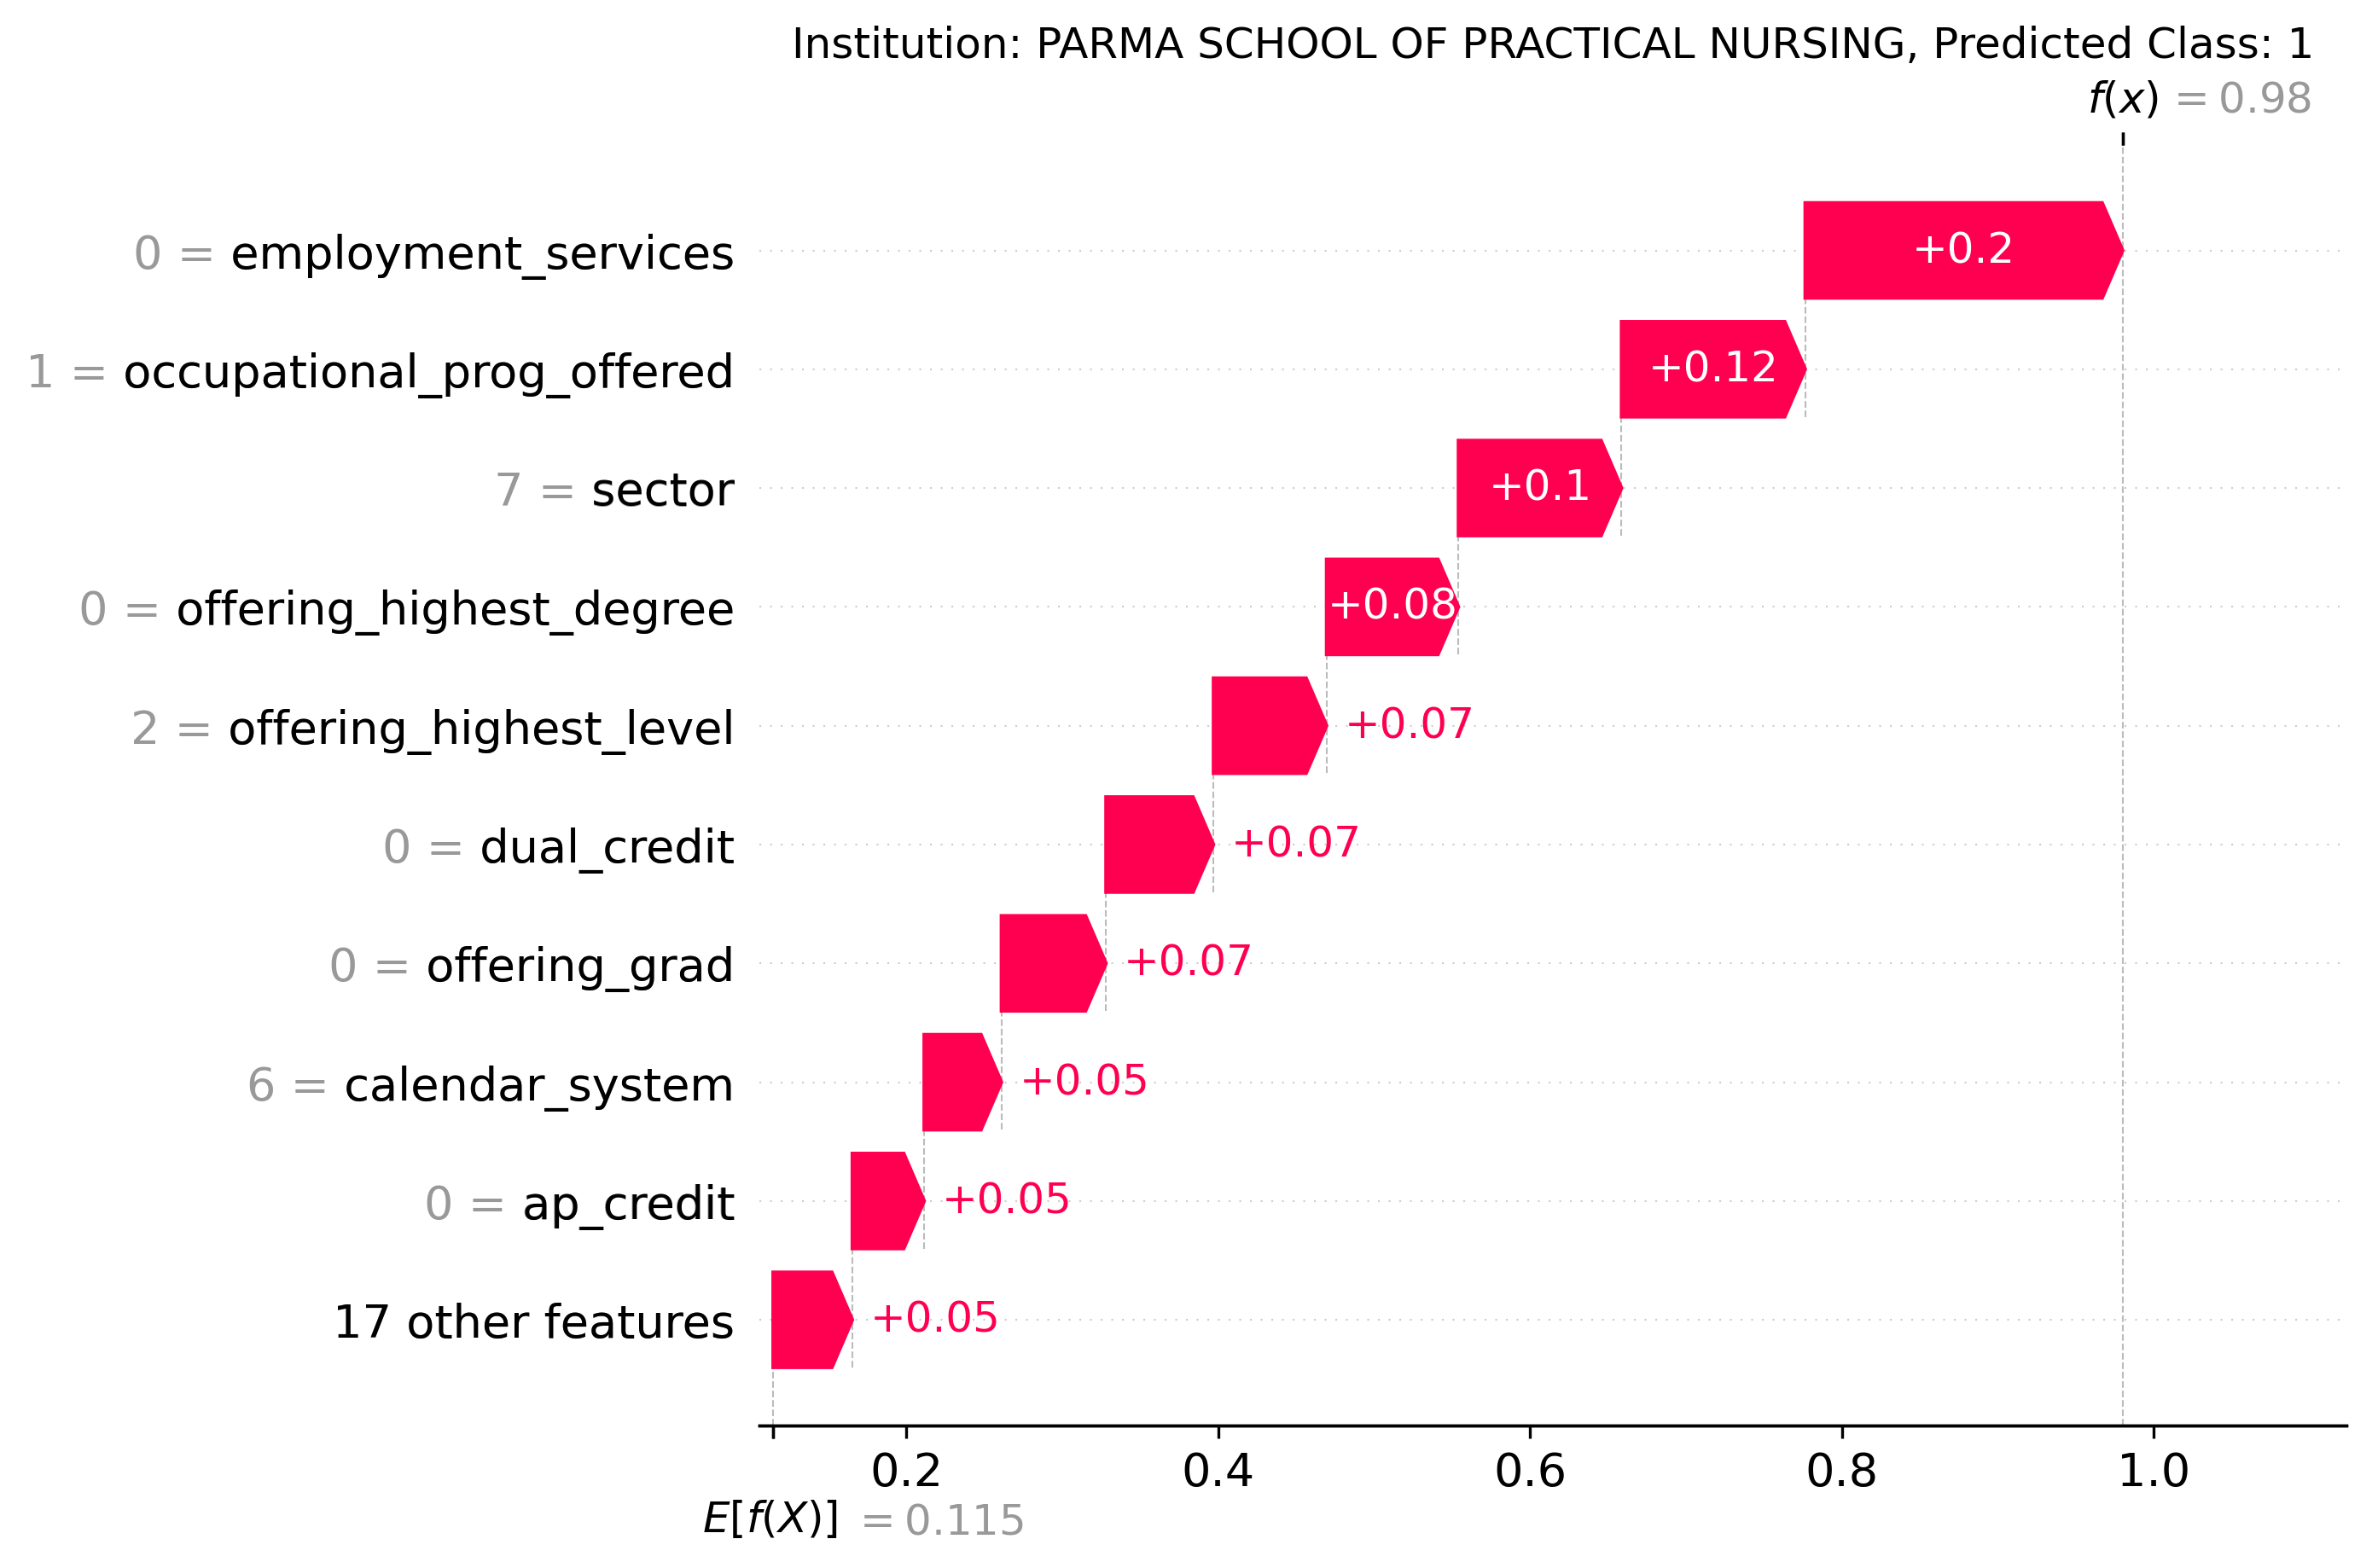 Institution: PARMA SCHOOL OF PRACTICAL NURSING, Predicted Class: 1
f(x) = 0.98
0 = employment_services +0.2
1 = occupational_prog_offered +0.12
7 = sector +0.1
0 = offering_highest_degree +0.08
2 = offering_highest_level +0.07
0 = dual_credit +0.07
0 = offering_grad +0.07
6 = calendar_system +0.05
0 = ap_credit +0.05
17 other features +0.05
0.2 0.4 0.6 0.8 1.0
E[f(X)] = 0.115